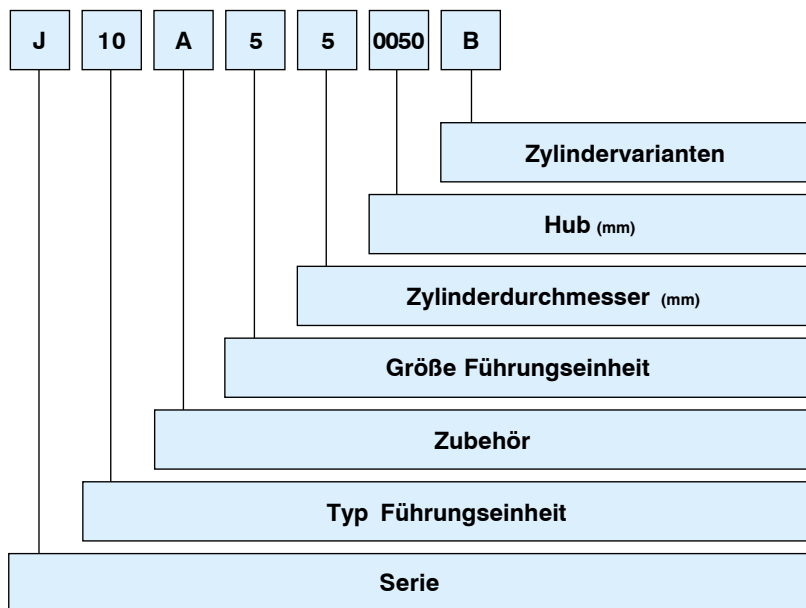 J 10 A 5 5 0050 B
Zylindervarianten
Hub (mm)
Zylinderdurchmesser (mm)
Größe Führungseinheit
Zubehör
Typ Führungseinheit
Serie